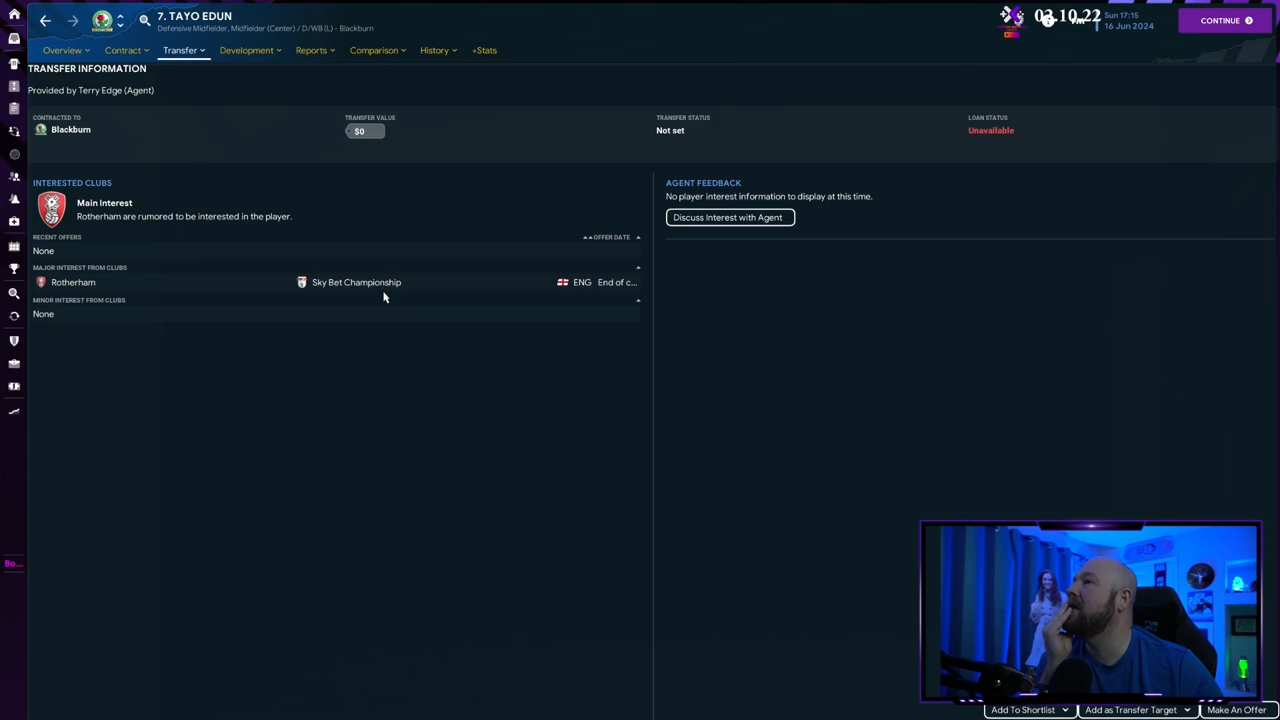 7. TAYO EDUN
Defensive Midfielder, Midfielder (Center) / D/WB (L) - Blackburn
03.10.22
Sun 17:15
16 Jun 2024
CONTINUE
Overview
Contract
Transfer
Development
Reports
Comparison
History
+Stats
TRANSFER INFORMATION
Provided by Terry Edge (Agent)
CONTRACTED TO
Blackburn
TRANSFER VALUE
$0
TRANSFER STATUS
Not set
LOAN STATUS
Unavailable
INTERESTED CLUBS
Main Interest
Rotherham are rumored to be interested in the player.
RECENT OFFERS
OFFER DATE
None
MAJOR INTEREST FROM CLUBS
Rotherham
Sky Bet Championship
ENG End of c...
MINOR INTEREST FROM CLUBS
None
AGENT FEEDBACK
No player interest information to display at this time.
Discuss Interest with Agent
Bo...
Add To Shortlist
Add as Transfer Target
Make An Offer